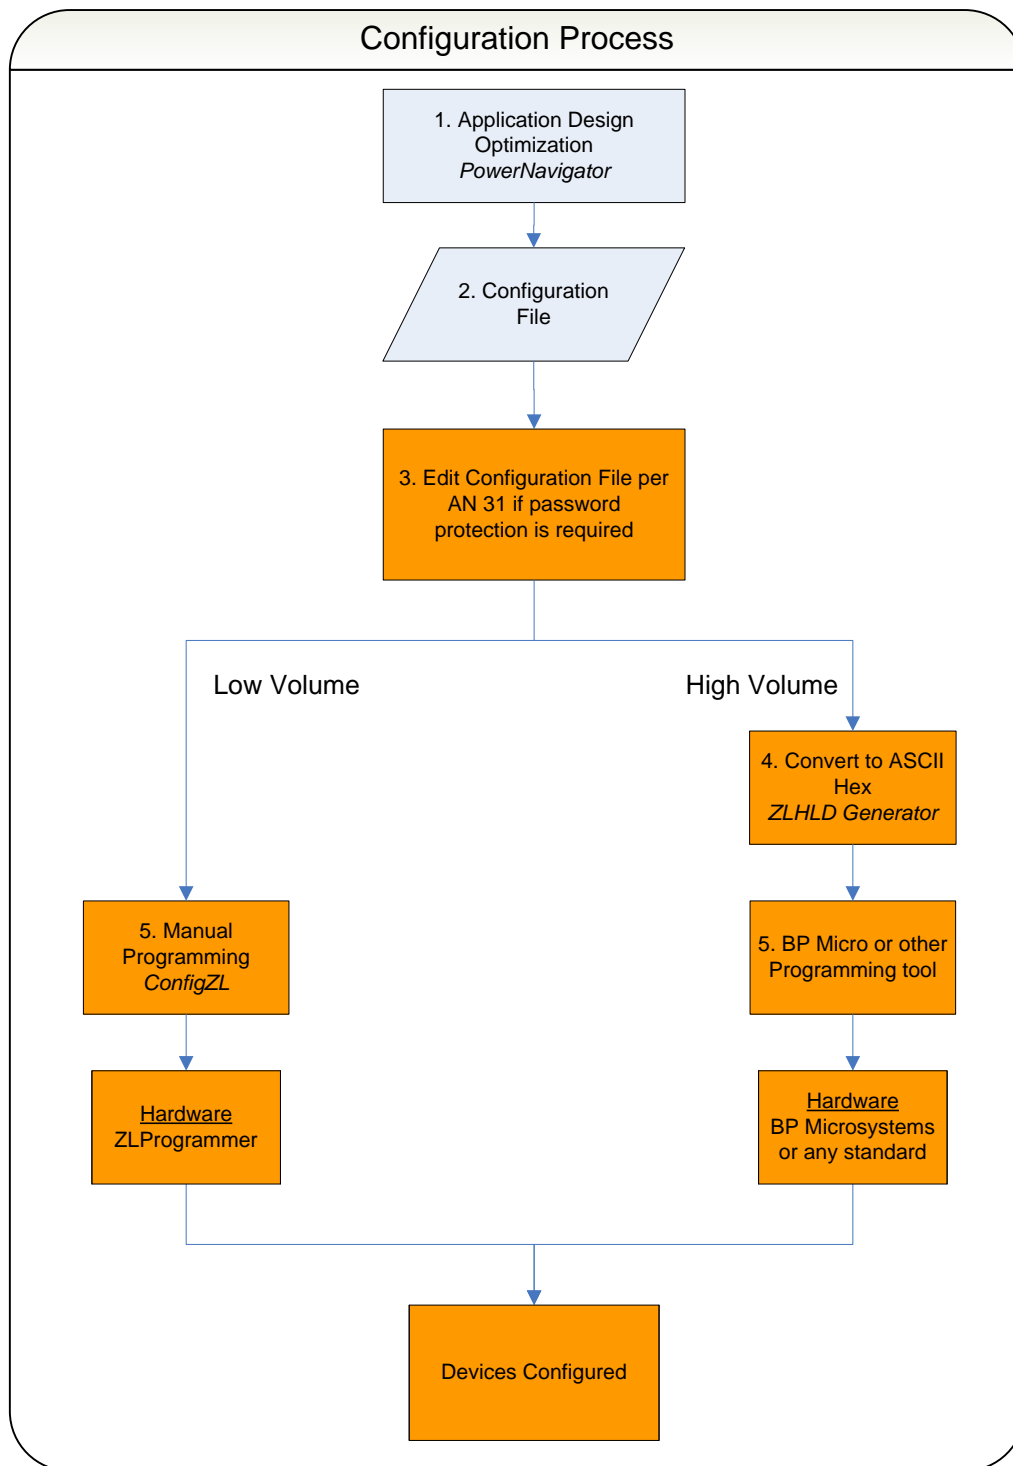 Configuration Process
1. Application Design
Optimization
PowerNavigator
2. Configuration
File
3. Edit Configuration File per
AN 31 if password
protection is required
Low Volume
High Volume
4. Convert to ASCII
Hex
ZLHLD Generator
5. Manual
Programming
ConfigZL
5. BP Micro or other
Programming tool
Hardware
ZLProgrammer
Hardware
BP Microsystems
or any standard
Devices Configured